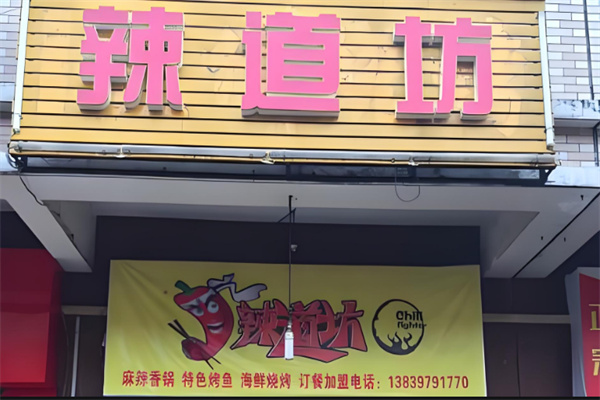 辣道坊
辣道坊
Chili
fighter
麻辣香锅 特色烤鱼 海鲜烧烤 订餐加盟电话：13839791770